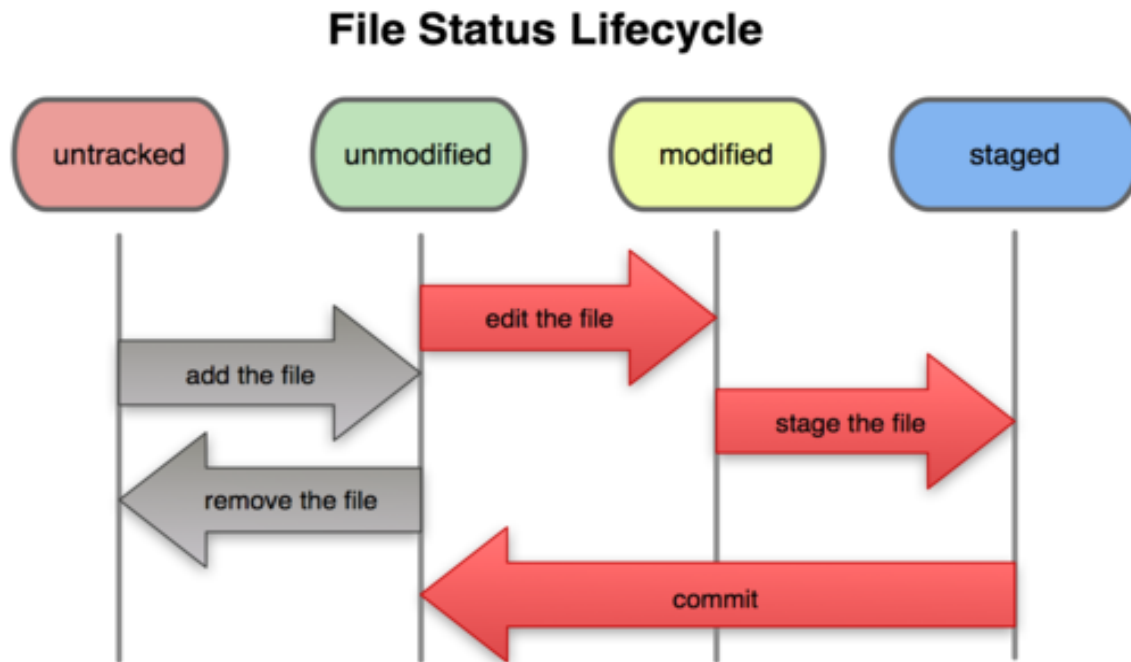 File Status Lifecycle
untracked
unmodified
modified
staged
edit the file
add the file
stage the file
remove the file
commit